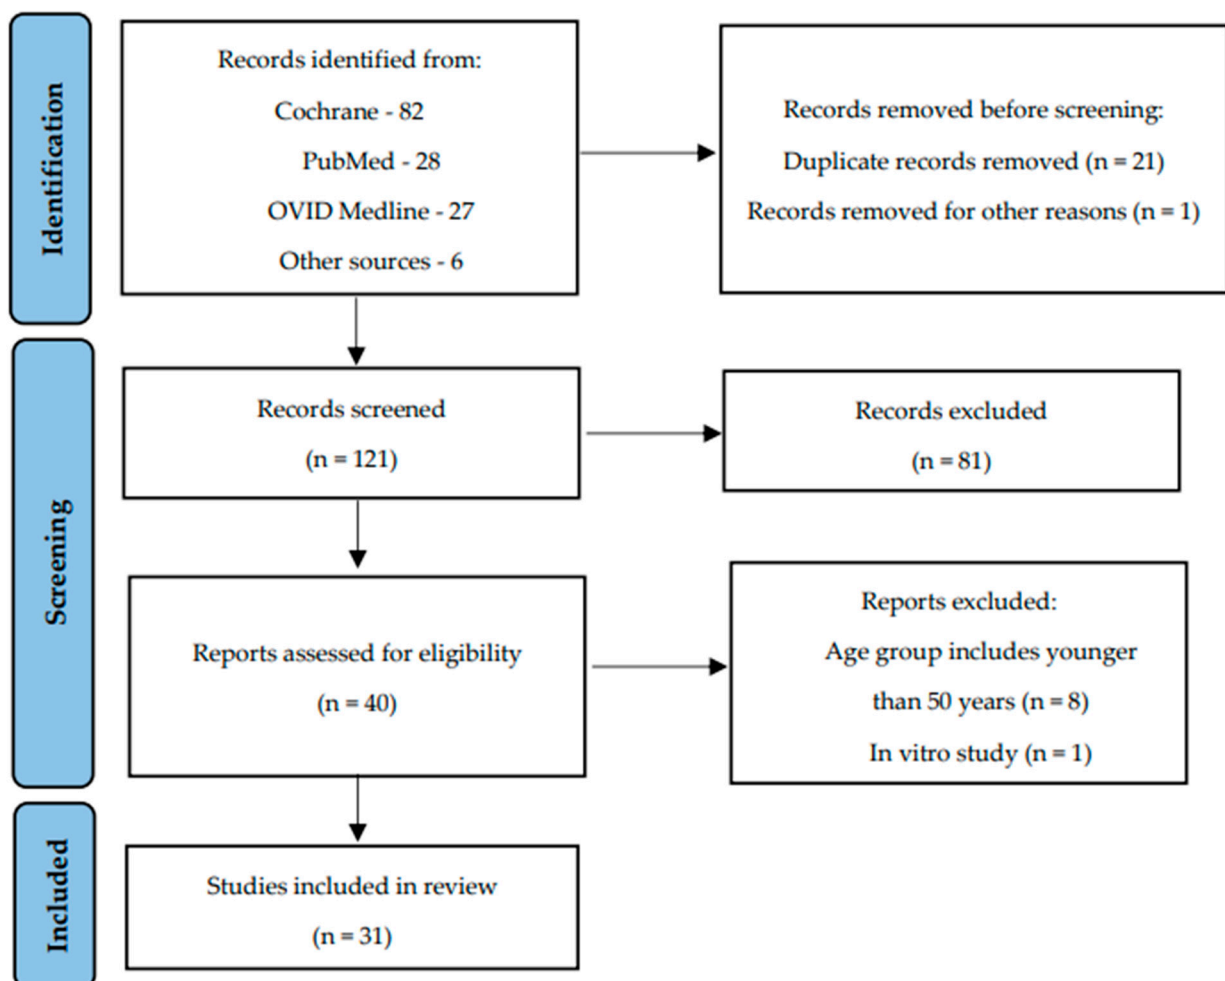 Identification
Records identified from:
Cochrane - 82
PubMed - 28
OVID Medline - 27
Other sources - 6
Records removed before screening:
Duplicate records removed (n = 21)
Records removed for other reasons (n = 1)
Screening
Records screened
(n = 121)
Records excluded
(n = 81)
Reports assessed for eligibility
(n = 40)
Reports excluded:
Age group includes younger
than 50 years (n = 8)
In vitro study (n = 1)
Included
Studies included in review
(n = 31)